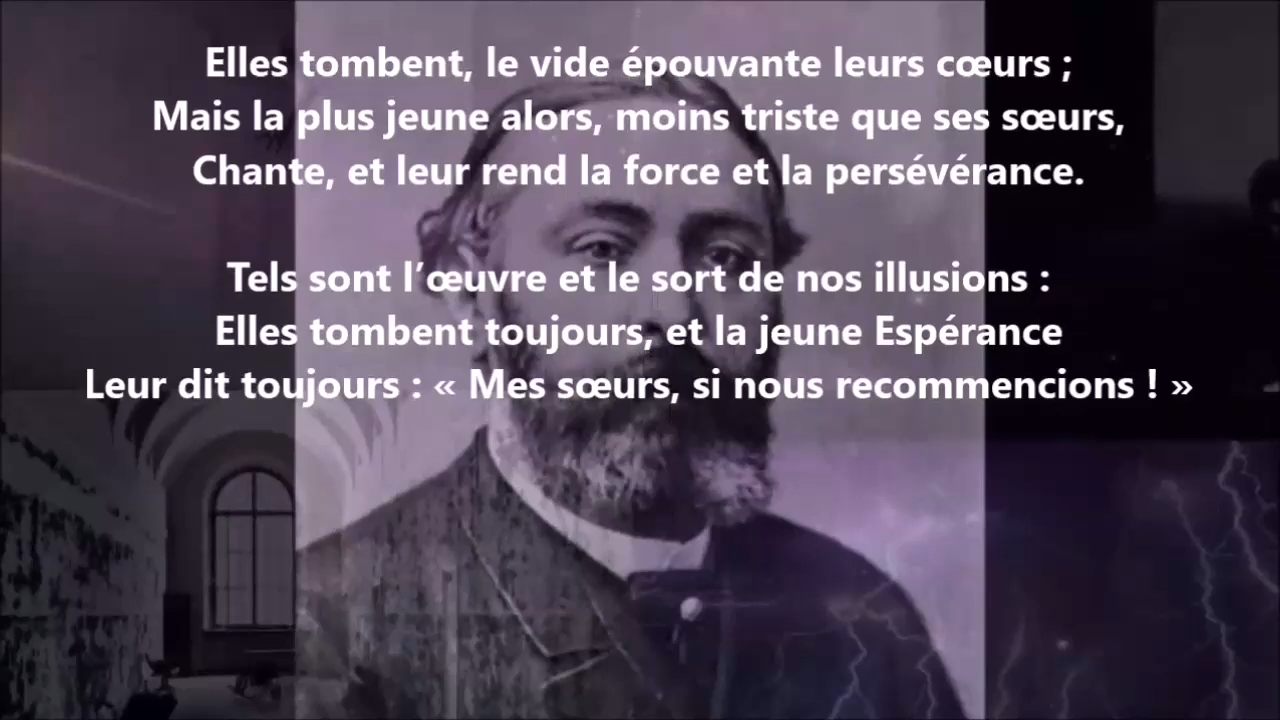 Elles tombent, le vide épouvante leurs cœurs ;
Mais la plus jeune alors, moins triste que ses sœurs,
Chante, et leur rend la force et la persévérance.
Tels sont l’œuvre et le sort de nos illusions :
Elles tombent toujours, et la jeune Espérance
Leur dit toujours : « Mes sœurs, si nous recommencions ! »